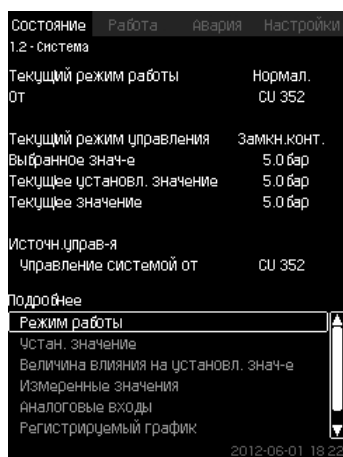 Состояние Работа Авария Настройки
1.2 - Система
Текущий режим работы Нормал.
От CU 352
Текущий режим управления Замкн.конт.
Выбранное знач-е 5.0 бар
Текущее установл. значение 5.0 бар
Текущее значение 5.0 бар
Источн.управ-я
Управление системой от CU 352
Подробнее
Режим работы
Устан. значение
Величина влияния на установл. знач-е
Измеренные значения
Аналоговые входы
Регистрируемый график
2012-06-01 18:22